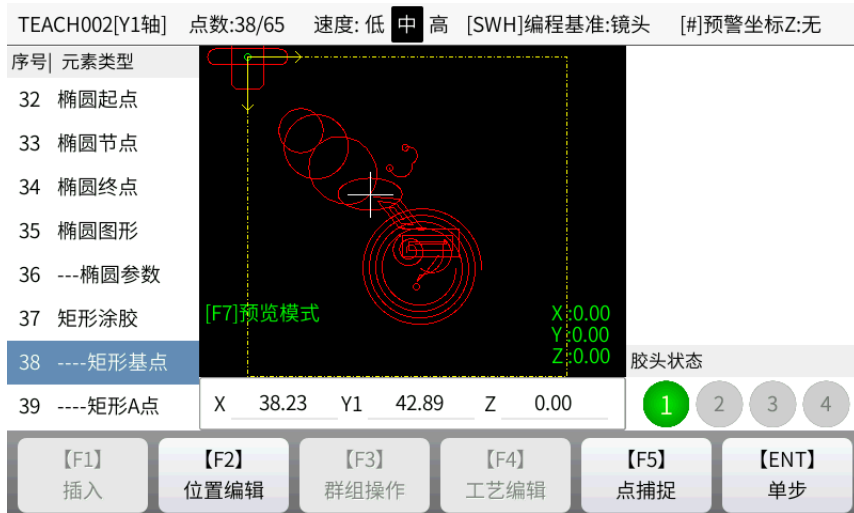 TEACH002[Y1轴] 点数:38/65 速度: 低 中 高 [SWH]编程基准:镜头 [#]预警坐标Z:无
序号| 元素类型
32 椭圆起点
33 椭圆节点
34 椭圆终点
35 椭圆图形
36 ---椭圆参数
37 矩形涂胶
38 ----矩形基点
39 ----矩形A点
[F7]预览模式
X:0.00
Y:0.00
Z:0.00
X 38.23 Y1 42.89 Z 0.00
胶头状态
1 2 3 4
【F1】 【F2】 【F3】 【F4】 【F5】 【ENT】
插入 位置编辑 群组操作 工艺编辑 点捕捉 单步